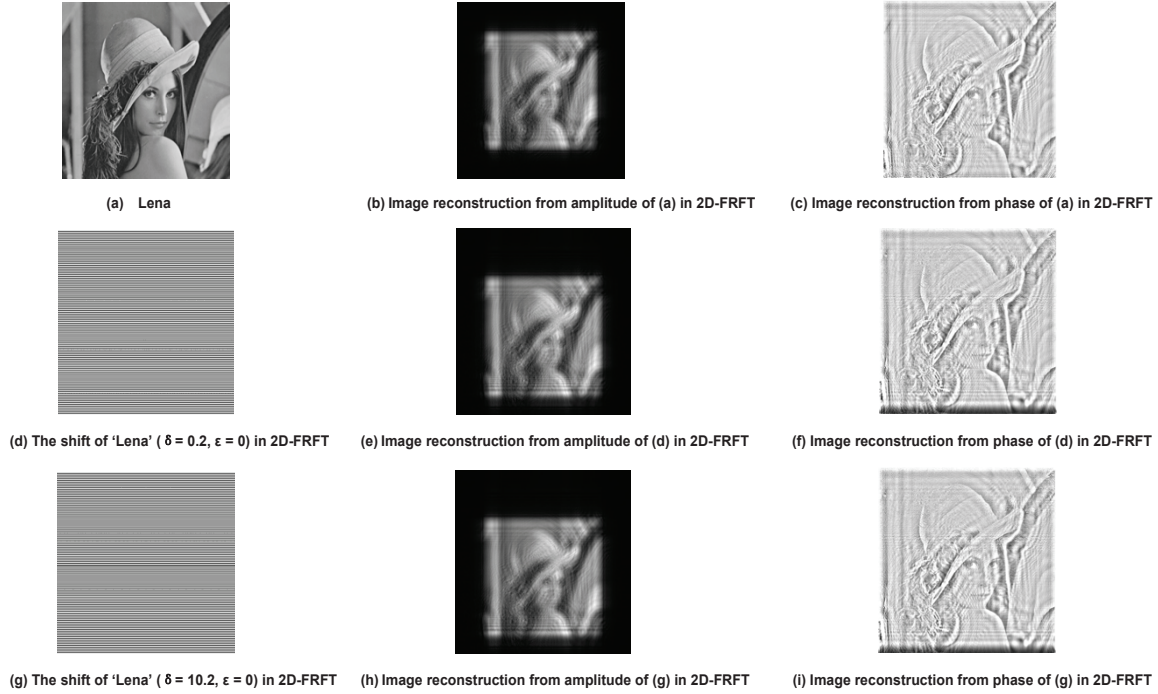 (a) Lena
(b) Image reconstruction from amplitude of (a) in 2D-FRFT
(c) Image reconstruction from phase of (a) in 2D-FRFT
(d) The shift of ‘Lena’ ( δ = 0.2, ε = 0) in 2D-FRFT
(e) Image reconstruction from amplitude of (d) in 2D-FRFT
(f) Image reconstruction from phase of (d) in 2D-FRFT
(g) The shift of ‘Lena’ ( δ = 10.2, ε = 0) in 2D-FRFT
(h) Image reconstruction from amplitude of (g) in 2D-FRFT
(i) Image reconstruction from phase of (g) in 2D-FRFT